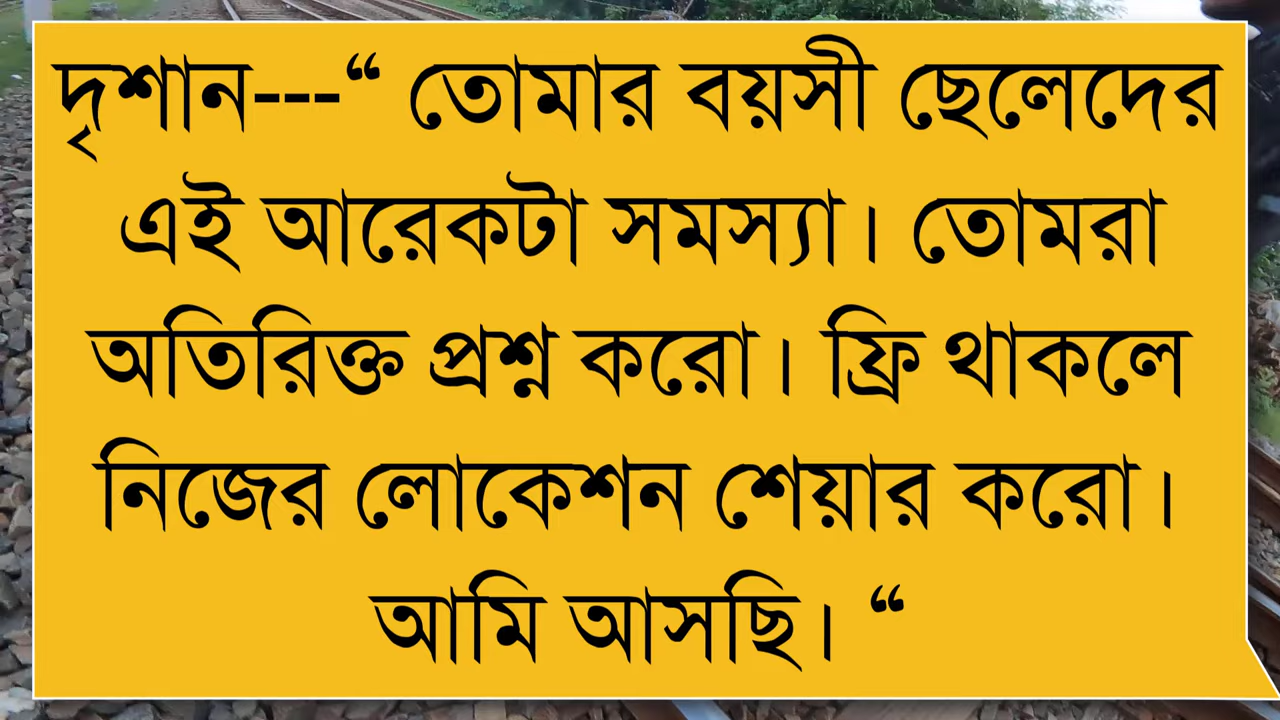 দৃশান---“ তোমার বয়সী ছেলেদের
এই আরেকটা সমস্যা। তোমরা
অতিরিক্ত প্রশ্ন করো। ফ্রি থাকলে
নিজের লোকেশন শেয়ার করো।
আমি আসছি। “